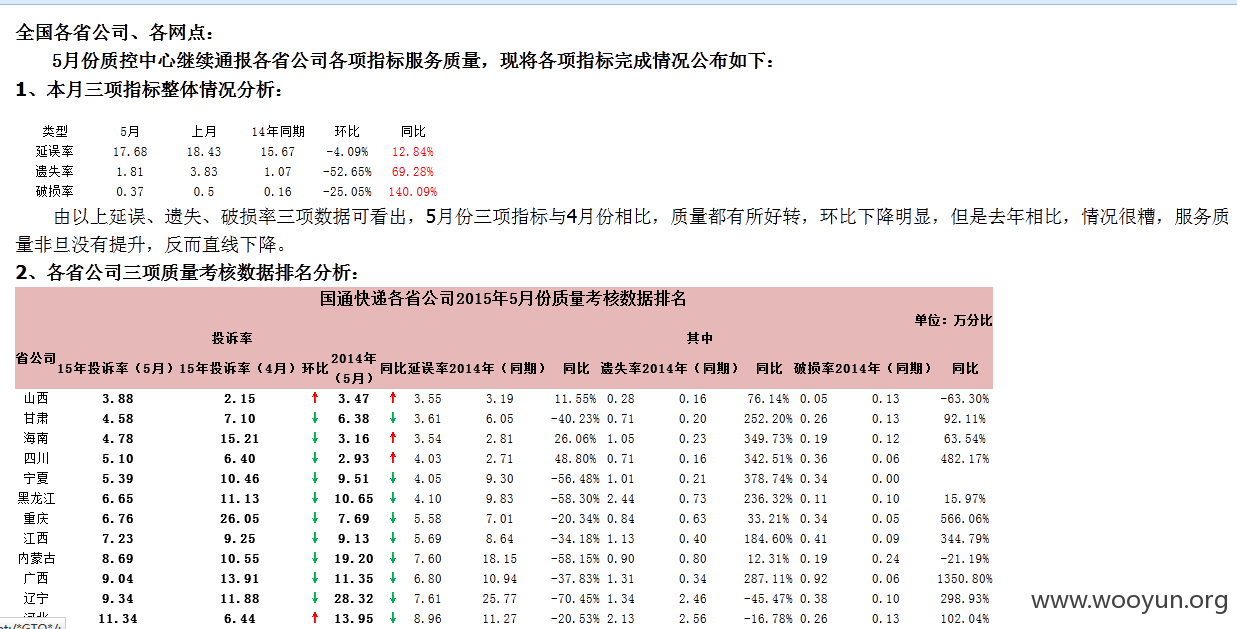 全国各省公司、各网点：
5月份质控中心继续通报各省公司各项指标服务质量，现将各项指标完成情况公布如下：
1、本月三项指标整体情况分析：
类型 5月 上月 14年同期 环比 同比
延误率 17.68 18.43 15.67 -4.09% 12.84%
遗失率 1.81 3.83 1.07 -52.65% 69.28%
破损率 0.37 0.5 0.16 -25.05% 140.09%
由以上延误、遗失、破损率三项数据可看出，5月份三项指标与4月份相比，质量都有所好转，环比下降明显，但是去年相比，情况很糟，服务质
量非旦没有提升，反而直线下降。
2、各省公司三项质量考核数据排名分析：
国通快递各省公司2015年5月份质量考核数据排名
单位：万分比
投诉率 其中
省公司 15年投诉率（5月） 15年投诉率（4月） 环比 2014年（5月） 同比 延误率 2014年（同期） 同比 遗失率 2014年（同期） 同比 破损率 2014年（同期） 同比
山西 3.88 2.15 ↑ 3.47 ↑ 3.55 3.19 11.55% 0.28 0.16 76.14% 0.05 0.13 -63.30%
甘肃 4.58 7.10 ↓ 6.38 ↓ 3.61 6.05 -40.23% 0.71 0.20 252.20% 0.26 0.13 92.11%
海南 4.78 15.21 ↓ 3.16 ↑ 3.54 2.81 26.06% 1.05 0.23 349.73% 0.19 0.12 63.54%
四川 5.10 6.40 ↓ 2.93 ↑ 4.03 2.71 48.80% 0.71 0.16 342.51% 0.36 0.06 482.17%
宁夏 5.39 10.46 ↓ 9.51 ↓ 4.05 9.30 -56.48% 1.01 0.21 378.74% 0.34 0.00
黑龙江 6.65 11.13 ↓ 10.65 ↓ 4.10 9.83 -58.30% 2.44 0.73 236.32% 0.11 0.10 15.97%
重庆 6.76 26.05 ↓ 7.69 ↓ 5.58 7.01 -20.34% 0.84 0.63 33.21% 0.34 0.05 566.06%
江西 7.23 9.25 ↓ 9.13 ↓ 5.69 8.64 -34.18% 1.13 0.40 184.60% 0.41 0.09 344.79%
内蒙古 8.69 10.55 ↓ 19.20 ↓ 7.60 18.15 -58.15% 0.90 0.80 12.31% 0.19 0.24 -21.19%
广西 9.04 13.91 ↓ 11.35 ↓ 6.80 10.94 -37.83% 1.31 0.34 287.11% 0.92 0.06 1350.80%
辽宁 9.34 11.88 ↓ 28.32 ↓ 7.61 25.77 -70.45% 1.34 2.46 -45.47% 0.38 0.10 298.93%
河北 11.34 6.44 ↑ 13.95 ↓ 8.96 11.27 -20.53% 2.13 2.56 -16.78% 0.26 0.13 102.04%
www.wooyun.org